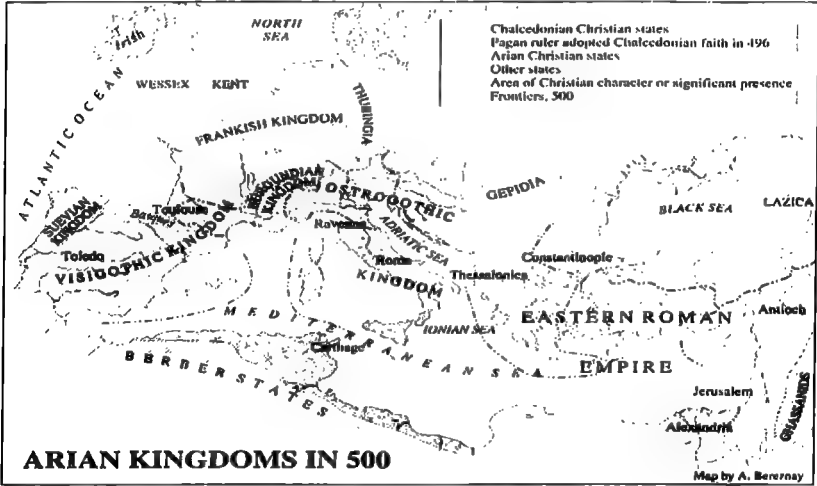 NORTH
SEA
Irish
ATLANTIC OCEAN
WESSEX KENT
THURINGIA
FRANKISH KINGDOM
Chalcedonian Christian states
Pagan ruler adopted Chalcedonian faith in 496
Arian Christian states
Other states
Area of Christian character or significant presence
Frontiers, 500
BURGUNDIAN
KINGDOM
OSTROGOTHIC
GEPIDIA
BLACK SEA
LAZICA
SUEVIAN
KINGDOM
Toulouse
Ravenna
ADRIATIC SEA
Toledo
VISIGOTHIC KINGDOM
Rome
KINGDOM
Constantinople
Thessalonica
MEDITERRANEAN SEA
IONIAN SEA
EASTERN ROMAN
EMPIRE
Antioch
Carthage
BERBER STATES
Jerusalem
Alexandria
GHASSANIDS
ARIAN KINGDOMS IN 500
Map by A. Berernay